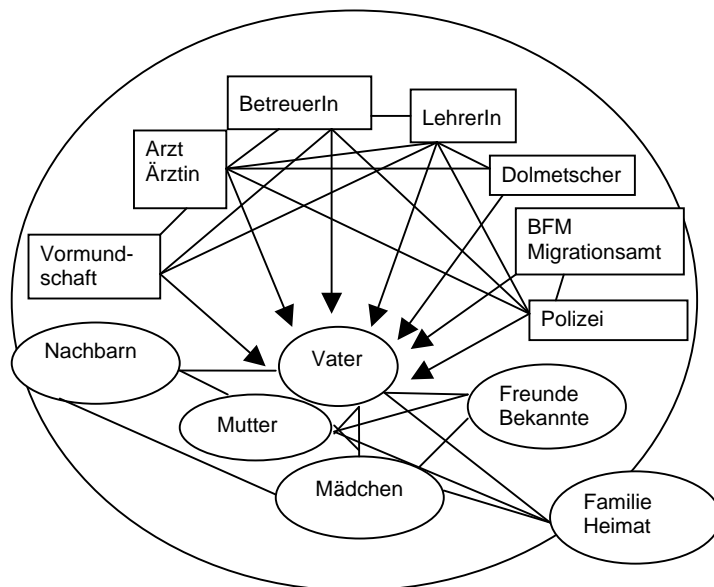 BetreuerIn
LehrerIn
Arzt
Ärztin
Dolmetscher
Vormund-
schaft
BFM
Migrationsamt
Polizei
Nachbarn
Vater
Freunde
Bekannte
Mutter
Mädchen
Familie
Heimat